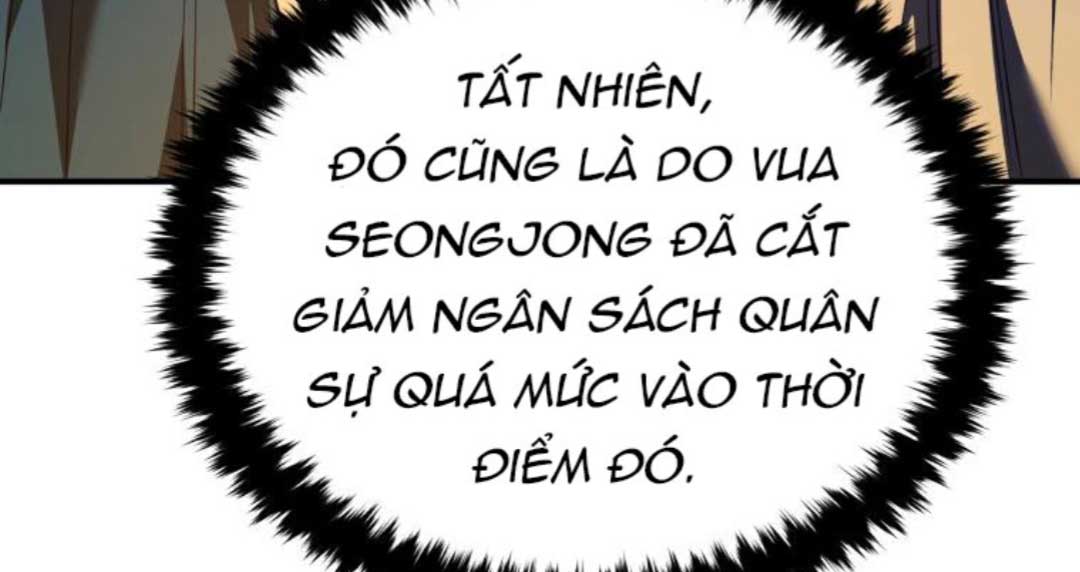 TẤT NHIÊN,
ĐÓ CŨNG LÀ DO VUA
SEONGJONG ĐÃ CẮT
GIẢM NGÂN SÁCH QUÂN
SỰ QUÁ MỨC VÀO THỜI
ĐIỂM ĐÓ.